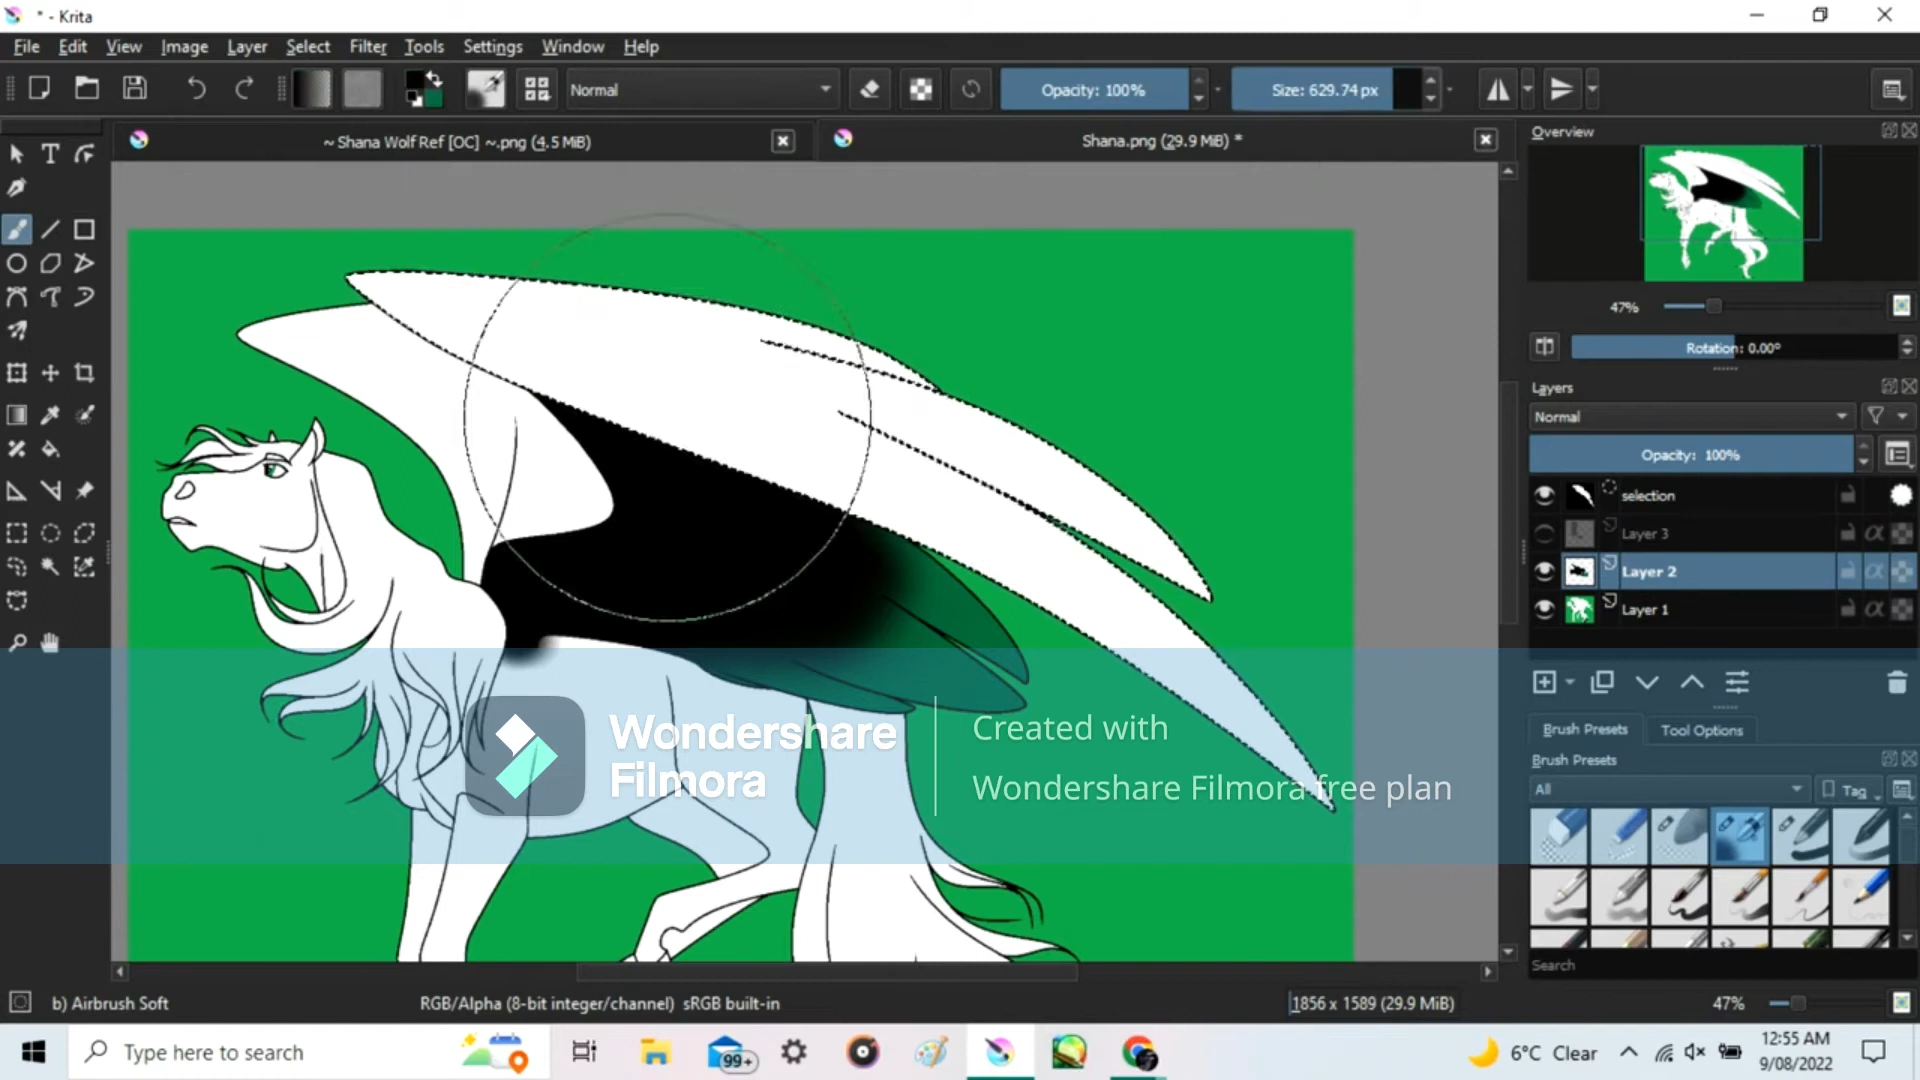 * - Krita
File Edit View Image Layer Select Filter Tools Settings Window Help
Normal
Opacity: 100%
Size: 629.74 px
~ Shana Wolf Ref [OC] ~.png (4.5 MiB)
Shana.png (29.9 MiB) *
Overview
47%
Rotation: 0.00°
Layers
Normal
Opacity: 100%
selection
Layer 3
Layer 2
Layer 1
Brush Presets
Tool Options
Brush Presets
All
Tag
Search
Wondershare
Filmora
Created with
Wondershare Filmora free plan
b) Airbrush Soft
RGB/Alpha (8-bit integer/channel) sRGB built-in
1856 x 1589 (29.9 MiB)
47%
Type here to search
99+
6°C Clear
12:55 AM
9/08/2022